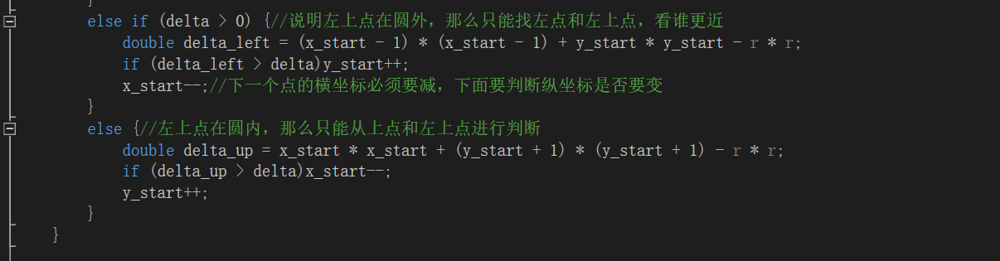 }
else if (delta > 0) {//说明左上点在圆外，那么只能找左点和左上点，看谁更近
double delta_left = (x_start - 1) * (x_start - 1) + y_start * y_start - r * r;
if (delta_left > delta)y_start++;
x_start--;//下一个点的横坐标必须要减，下面要判断纵坐标是否要变
}
else {//左上点在圆内，那么只能从上点和左上点进行判断
double delta_up = x_start * x_start + (y_start + 1) * (y_start + 1) - r * r;
if (delta_up > delta)x_start--;
y_start++;
}
}